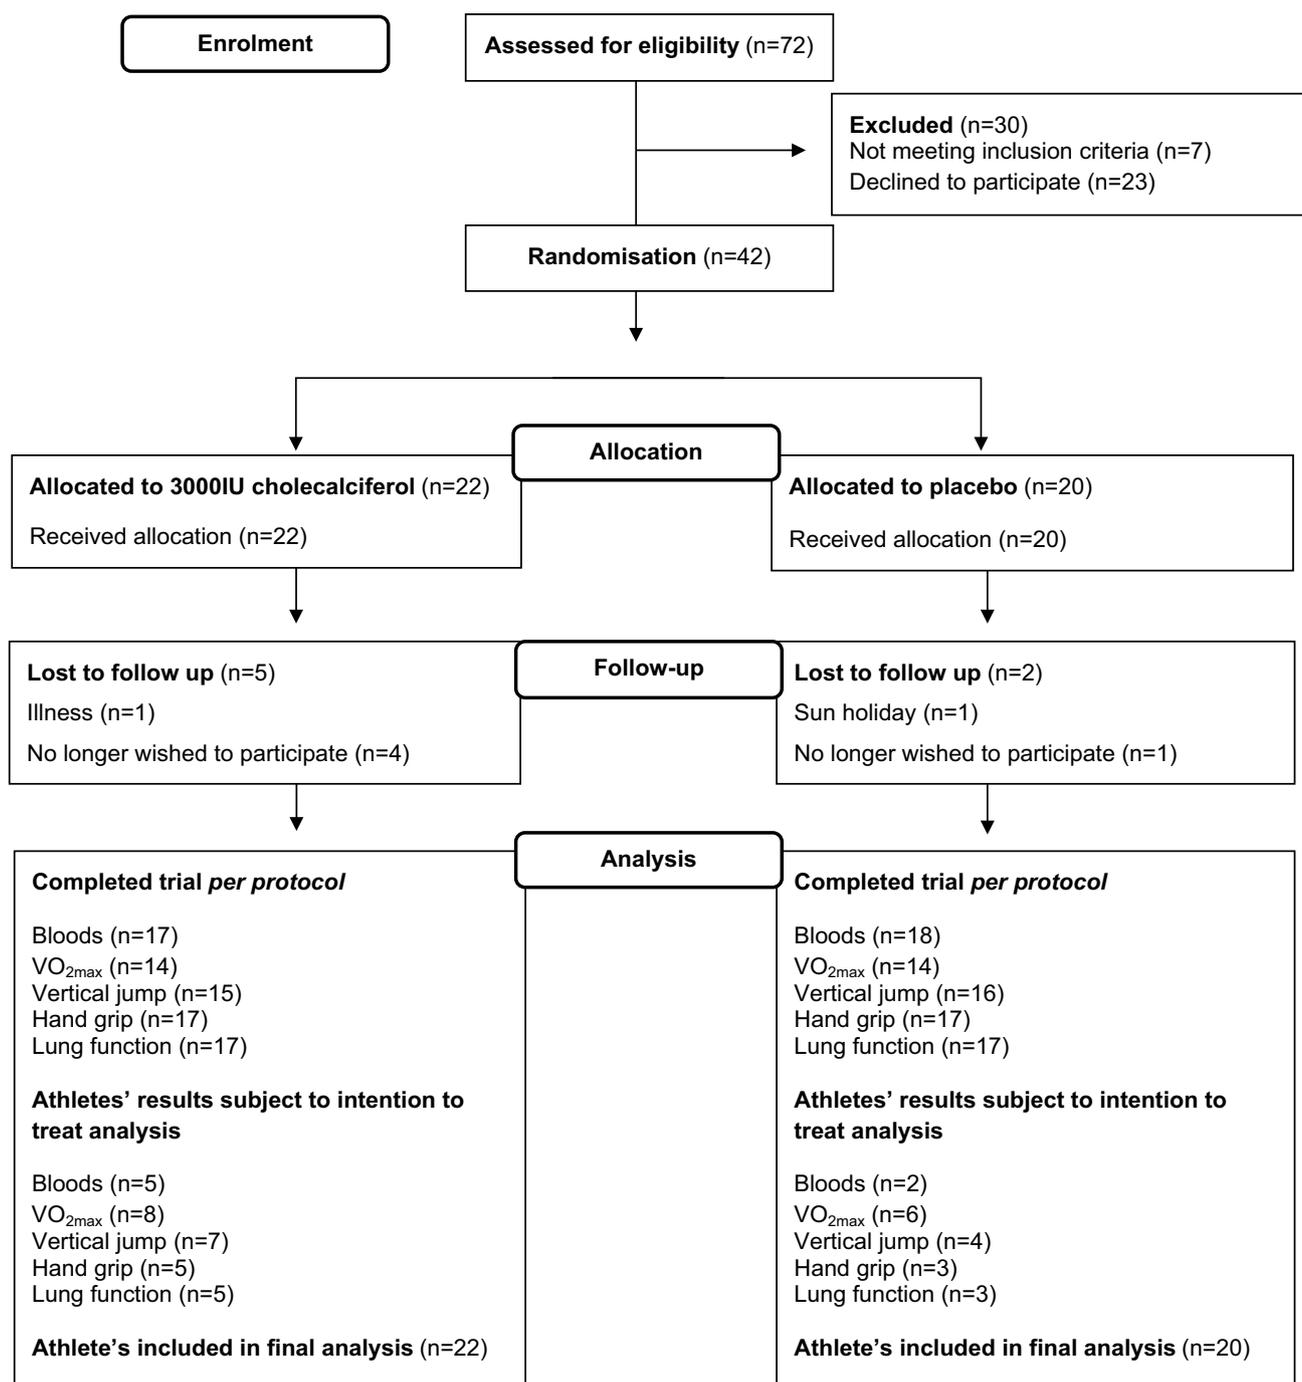 Enrolment
Assessed for eligibility (n=72)
Excluded (n=30)
Not meeting inclusion criteria (n=7)
Declined to participate (n=23)
Randomisation (n=42)
Allocation
Allocated to 3000IU cholecalciferol (n=22)
Received allocation (n=22)
Allocated to placebo (n=20)
Received allocation (n=20)
Follow-up
Lost to follow up (n=5)
Illness (n=1)
No longer wished to participate (n=4)
Lost to follow up (n=2)
Sun holiday (n=1)
No longer wished to participate (n=1)
Analysis
Completed trial per protocol
Bloods (n=17)
VO2max (n=14)
Vertical jump (n=15)
Hand grip (n=17)
Lung function (n=17)
Athletes’ results subject to intention to
treat analysis
Bloods (n=5)
VO2max (n=8)
Vertical jump (n=7)
Hand grip (n=5)
Lung function (n=5)
Athlete’s included in final analysis (n=22)
Completed trial per protocol
Bloods (n=18)
VO2max (n=14)
Vertical jump (n=16)
Hand grip (n=17)
Lung function (n=17)
Athletes’ results subject to intention to
treat analysis
Bloods (n=2)
VO2max (n=6)
Vertical jump (n=4)
Hand grip (n=3)
Lung function (n=3)
Athlete’s included in final analysis (n=20)